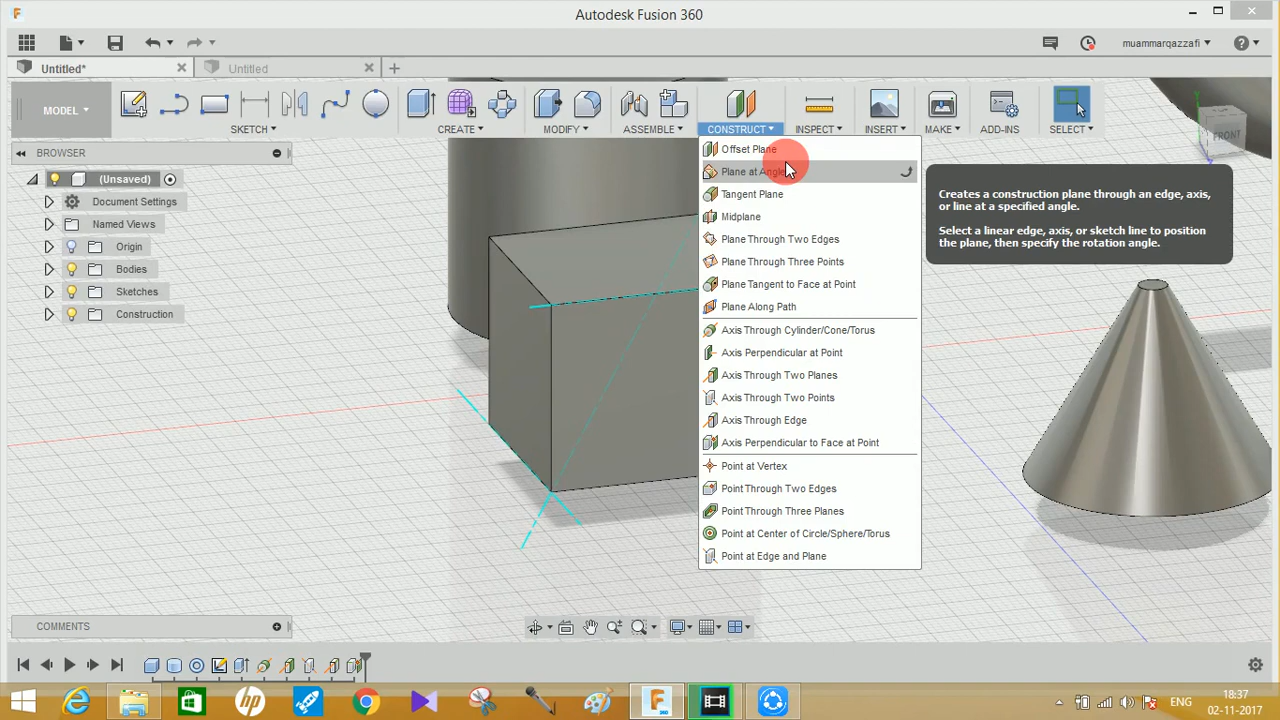 Autodesk Fusion 360
muammarqazzafi
Untitled*
Untitled
MODEL
SKETCH
CREATE
MODIFY
ASSEMBLE
CONSTRUCT
INSPECT
INSERT
MAKE
ADD-INS
SELECT
FRONT
BROWSER
(Unsaved)
Document Settings
Named Views
Origin
Bodies
Sketches
Construction
Offset Plane
Plane at Angle
Tangent Plane
Midplane
Plane Through Two Edges
Plane Through Three Points
Plane Tangent to Face at Point
Plane Along Path
Axis Through Cylinder/Cone/Torus
Axis Perpendicular at Point
Axis Through Two Planes
Axis Through Two Points
Axis Through Edge
Axis Perpendicular to Face at Point
Point at Vertex
Point Through Two Edges
Point Through Three Planes
Point at Center of Circle/Sphere/Torus
Point at Edge and Plane
Creates a construction plane through an edge, axis,
or line at a specified angle.
Select a linear edge, axis, or sketch line to position
the plane, then specify the rotation angle.
COMMENTS
ENG
18:37
02-11-2017